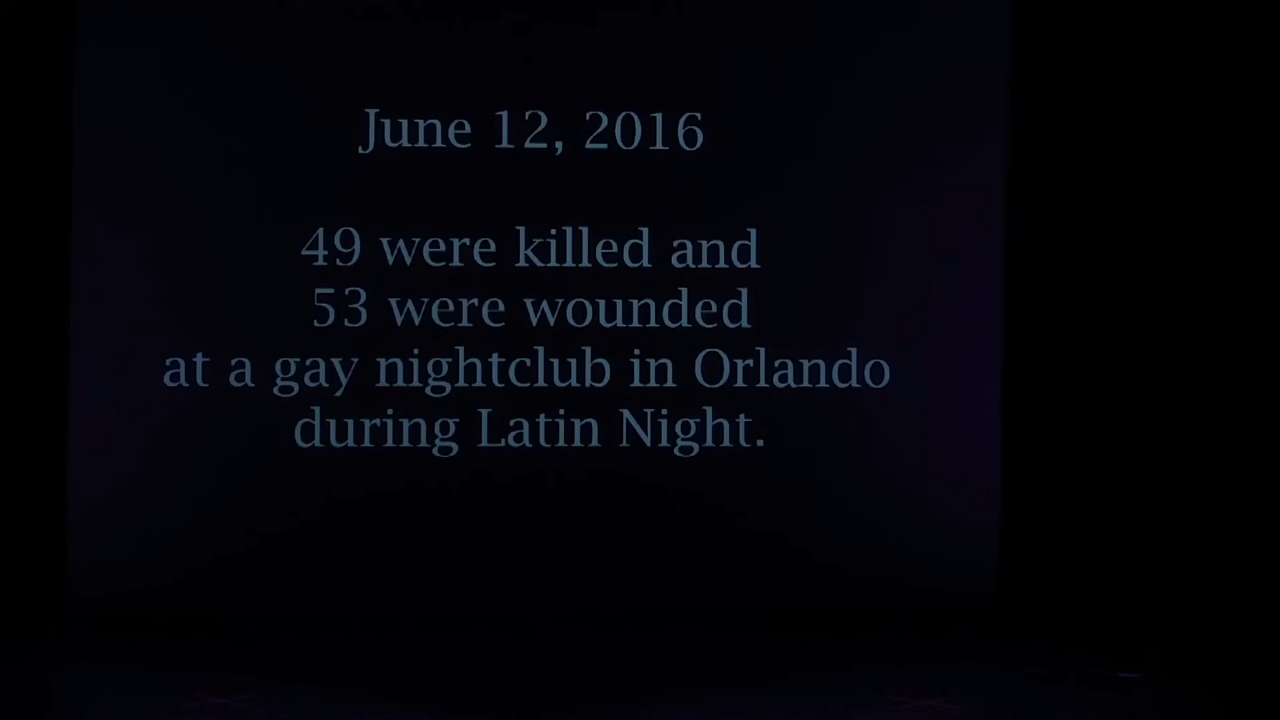 June 12, 2016
49 were killed and
53 were wounded
at a gay nightclub in Orlando
during Latin Night.